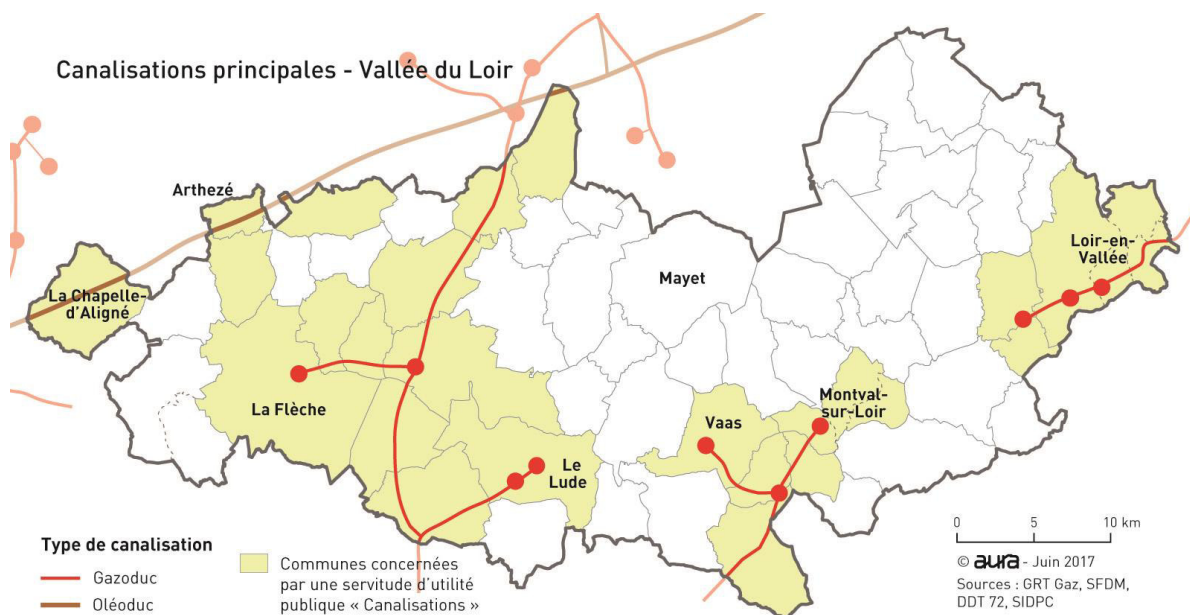 Canalisations principales - Vallée du Loir
Arthezé
La Chapelle-
d'Aligné
Mayet
Loir-en-
Vallée
La Flèche
Montval-
sur-Loir
Vaas
Le
Lude
Type de canalisation
Gazoduc
Oléoduc
Communes concernées
par une servitude d'utilité
publique « Canalisations »
0 5 10 km
© aura - Juin 2017
Sources : GRT Gaz, SFDM,
DDT 72, SIDPC